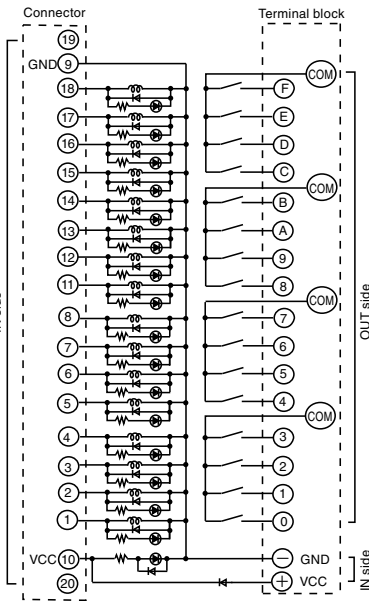 Connector
Terminal block
19
GND 9
COM
18
F
17
E
16
D
15
C
COM
14
B
13
A
12
9
11
8
COM
8
7
7
6
6
5
5
4
COM
4
3
3
2
2
1
1
0
VCC 10
− GND
20
+ VCC
OUT side
IN side